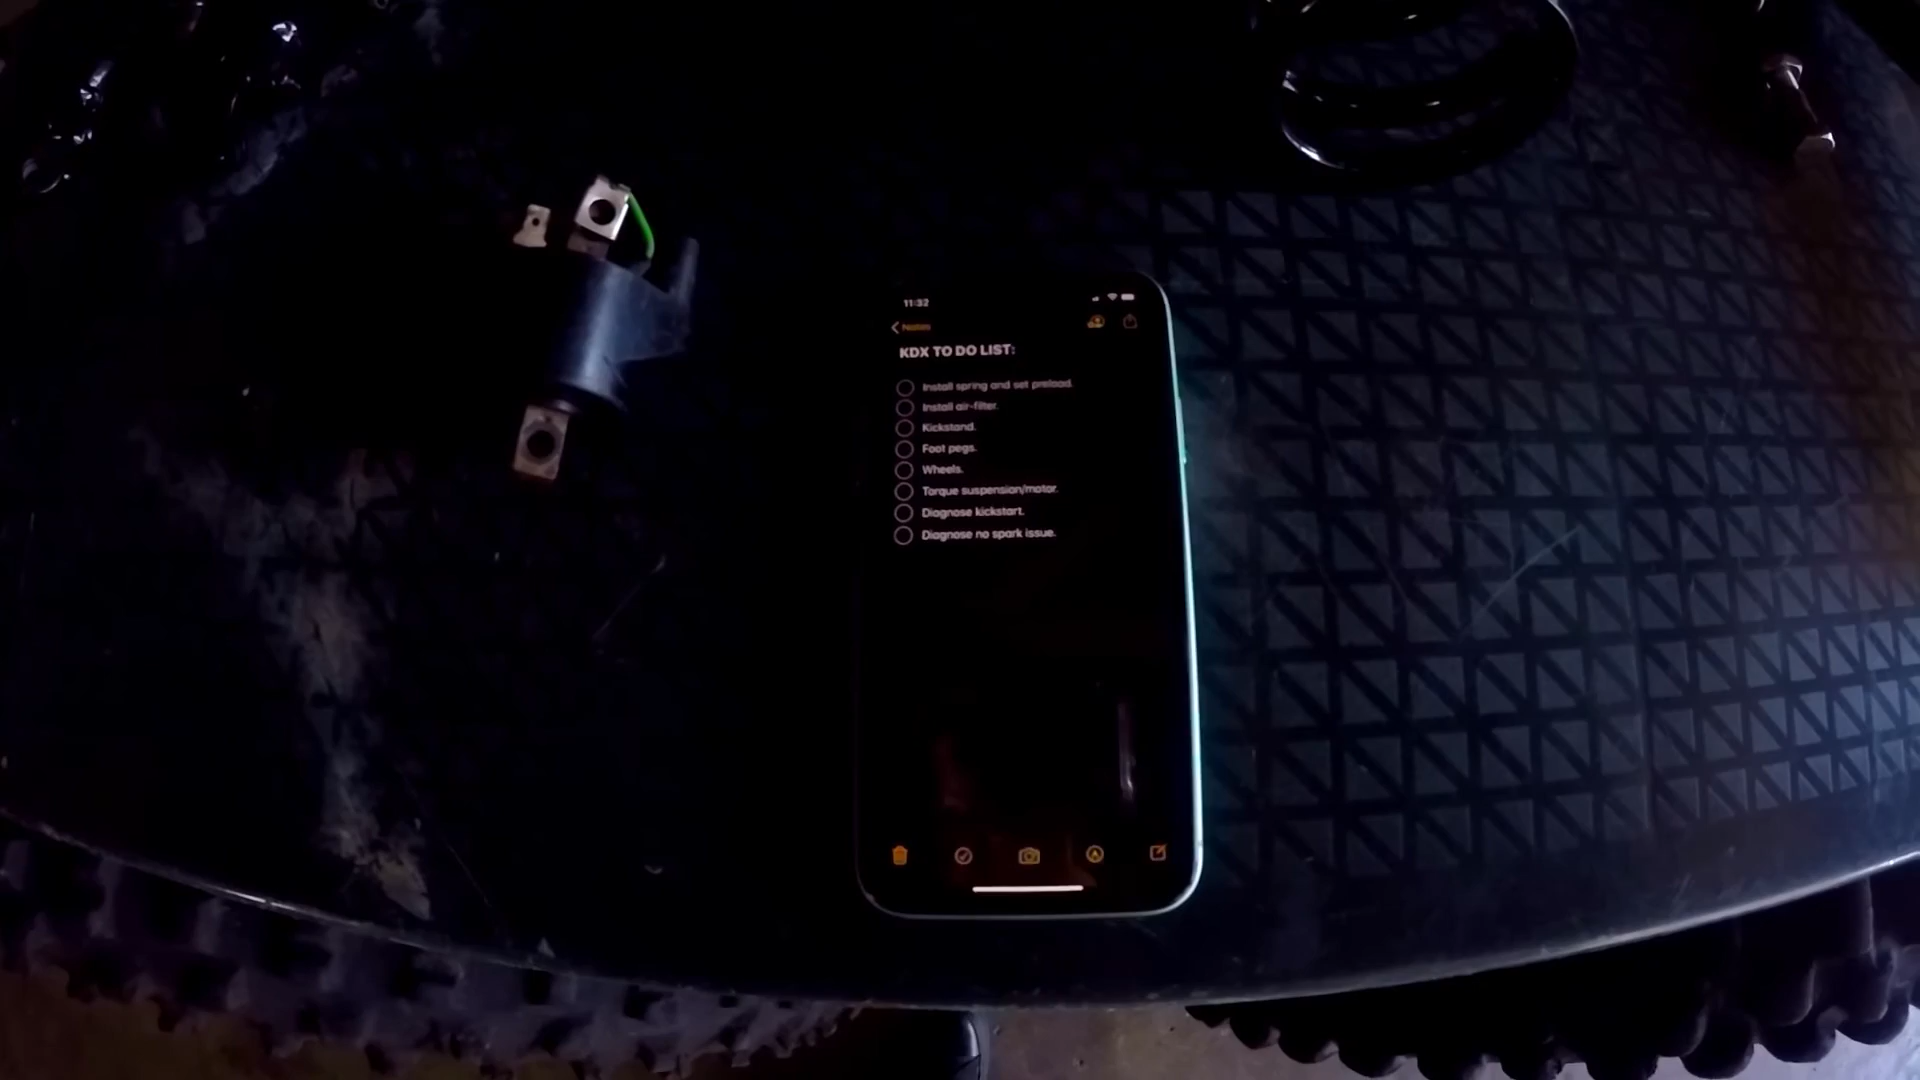 11:32
Notes
KDX TO DO LIST:
Install spring and set preload.
Install air-filter.
Kickstand.
Foot pegs.
Wheels.
Torque suspension/motor.
Diagnose kickstart.
Diagnose no spark issue.